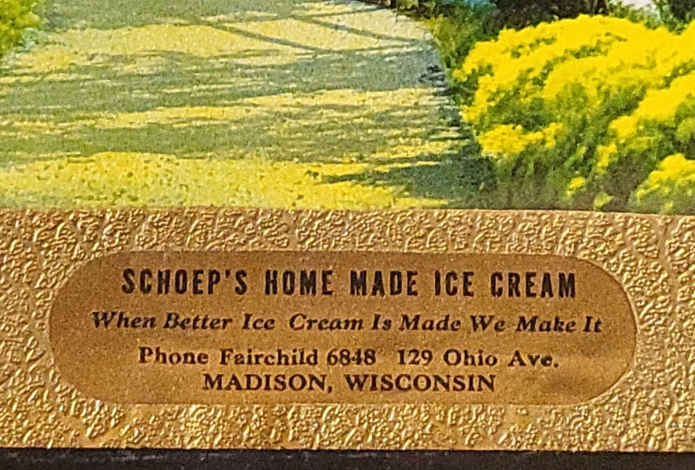 SCHOEP'S HOME MADE ICE CREAM
When Better Ice Cream Is Made We Make It
Phone Fairchild 6848 129 Ohio Ave.
MADISON, WISCONSIN